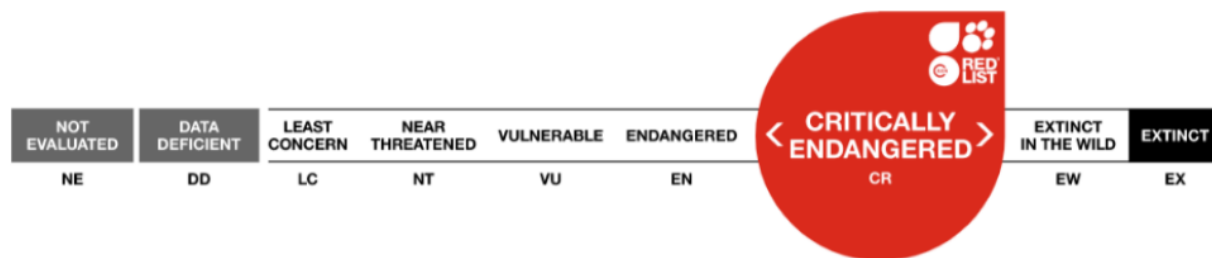 RED
LIST
NOT
EVALUATED
DATA
DEFICIENT
LEAST
CONCERN
NEAR
THREATENED
VULNERABLE
ENDANGERED
< CRITICALLY
ENDANGERED >
EXTINCT
IN THE WILD
EXTINCT
NE
DD
LC
NT
VU
EN
CR
EW
EX